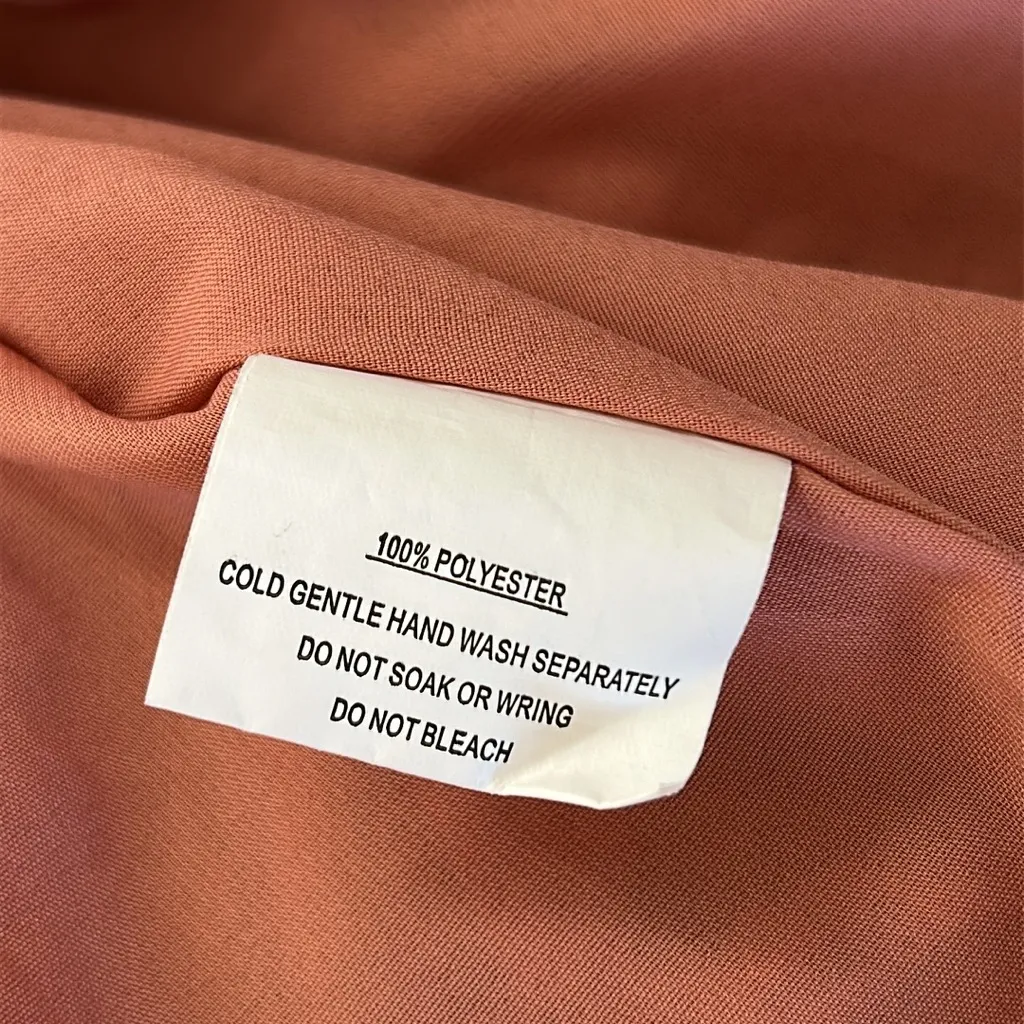 100% POLYESTER
COLD GENTLE HAND WASH SEPARATELY
DO NOT SOAK OR WRING
DO NOT BLEACH